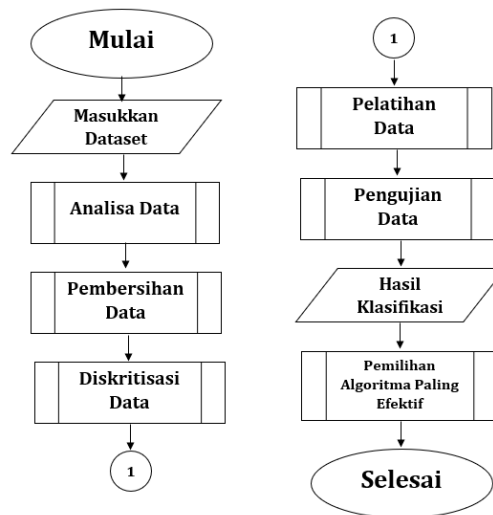 Mulai
Masukkan
Dataset
Analisa Data
Pembersihan
Data
Diskritisasi
Data
1
1
Pelatihan
Data
Pengujian
Data
Hasil
Klasifikasi
Pemilihan
Algoritma Paling
Efektif
Selesai